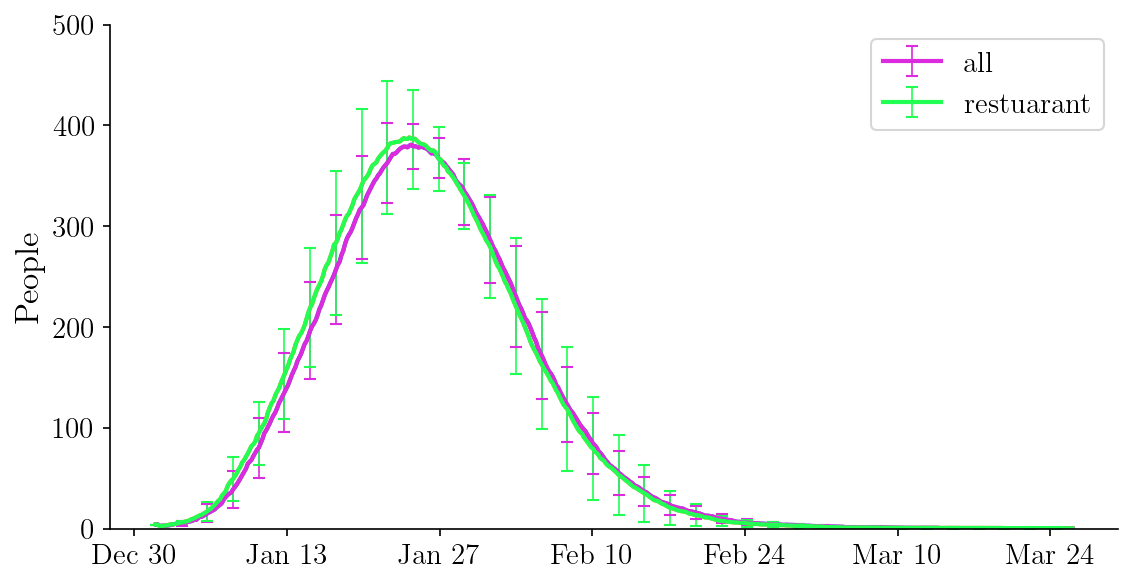 500
400
300
200
100
0
People
Dec 30
Jan 13
Jan 27
Feb 10
Feb 24
Mar 10
Mar 24
all
restuarant